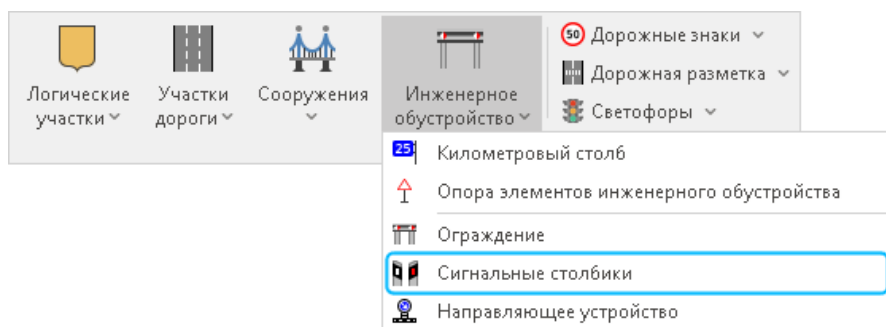 Логические
участки
Участки
дороги
Сооружения
Инженерное
обустройство
50 Дорожные знаки
Дорожная разметка
Светофоры
25 Километровый столб
Опора элементов инженерного обустройства
Ограждение
Сигнальные столбики
Направляющее устройство